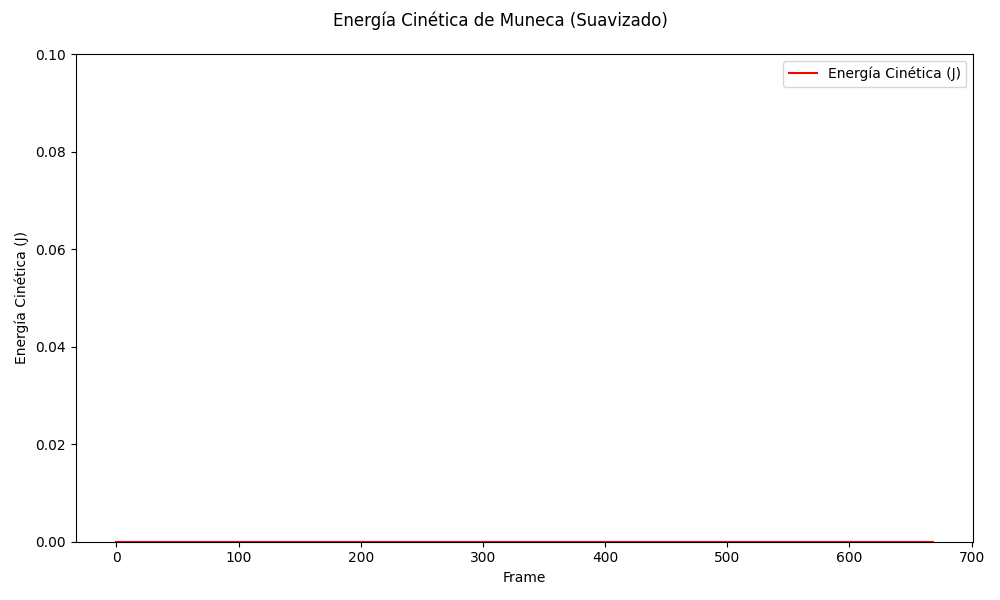 Energía Cinética de Muneca (Suavizado)
Energía Cinética (J)
0.10
0.08
0.06
0.04
0.02
0.00
Energía Cinética (J)
0 100 200 300 400 500 600 700
Frame